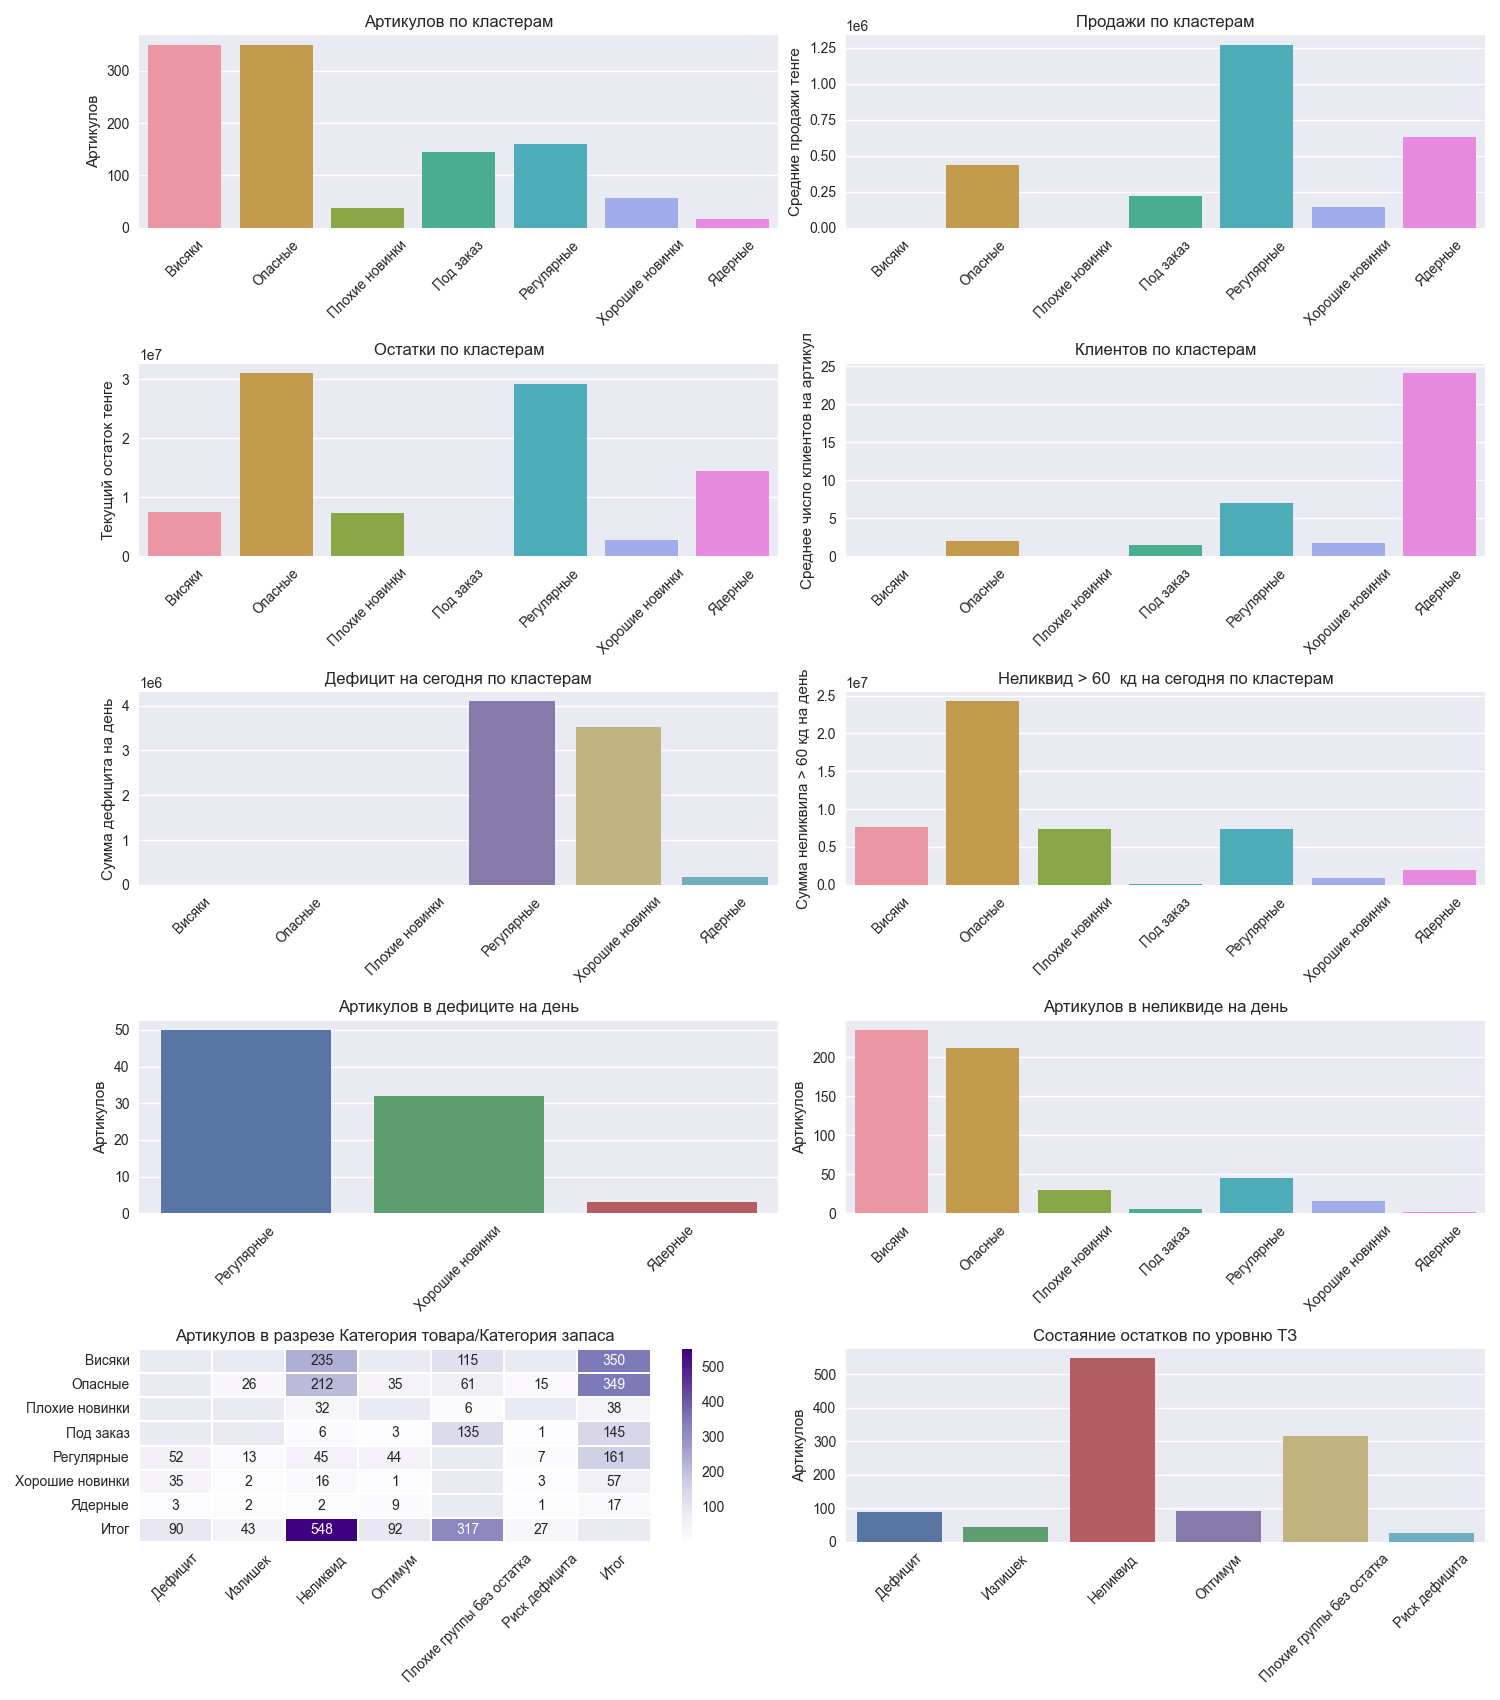 Артикулов по кластерам
Артикулов
300
200
100
0
Висяки
Опасные
Плохие новинки
Под заказ
Регулярные
Хорошие новинки
Ядерные
Продажи по кластерам
1e6
Средние продажи тенге
1.25
1.00
0.75
0.50
0.25
0.00
Висяки
Опасные
Плохие новинки
Под заказ
Регулярные
Хорошие новинки
Ядерные
Остатки по кластерам
1e7
Текущий остаток тенге
3
2
1
0
Висяки
Опасные
Плохие новинки
Под заказ
Регулярные
Хорошие новинки
Ядерные
Клиентов по кластерам
Среднее число клиентов на артикул
25
20
15
10
5
0
Висяки
Опасные
Плохие новинки
Под заказ
Регулярные
Хорошие новинки
Ядерные
Дефицит на сегодня по кластерам
1e6
Сумма дефицита на день
4
3
2
1
0
Висяки
Опасные
Плохие новинки
Регулярные
Хорошие новинки
Ядерные
Неликвид > 60  кд на сегодня по кластерам
1e7
Сумма неликвила > 60 кд на день
2.5
2.0
1.5
1.0
0.5
0.0
Висяки
Опасные
Плохие новинки
Под заказ
Регулярные
Хорошие новинки
Ядерные
Артикулов в дефиците на день
Артикулов
50
40
30
20
10
0
Регулярные
Хорошие новинки
Ядерные
Артикулов в неликвиде на день
Артикулов
200
150
100
50
0
Висяки
Опасные
Плохие новинки
Под заказ
Регулярные
Хорошие новинки
Ядерные
Артикулов в разрезе Категория товара/Категория запаса
Висяки 235 115 350
Опасные 26 212 35 61 15 349
Плохие новинки 32 6 38
Под заказ 6 3 135 1 145
Регулярные 52 13 45 44 7 161
Хорошие новинки 35 2 16 1 3 57
Ядерные 3 2 2 9 1 17
Итог 90 43 548 92 317 27
Дефицит
Излишек
Неликвид
Оптимум
Плохие группы без остатка
Риск дефицита
Итог
500
400
300
200
100
Состаяние остатков по уровню ТЗ
Артикулов
500
400
300
200
100
0
Дефицит
Излишек
Неликвид
Оптимум
Плохие группы без остатка
Риск дефицита